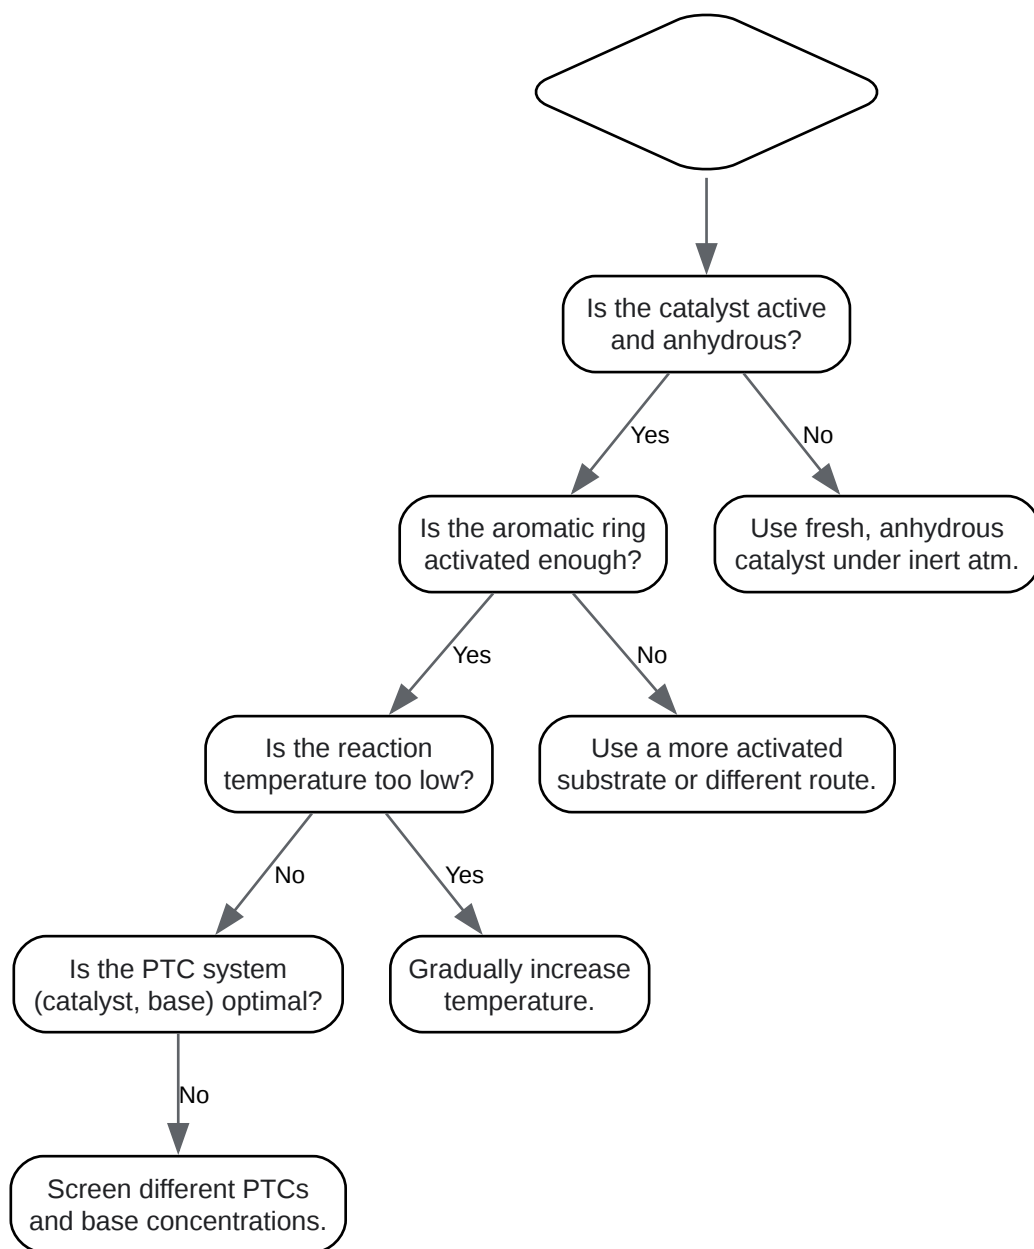 Is the catalyst active
and anhydrous?
Yes
No
Is the aromatic ring
activated enough?
Use fresh, anhydrous
catalyst under inert atm.
Yes
No
Is the reaction
temperature too low?
Use a more activated
substrate or different route.
No
Yes
Is the PTC system
(catalyst, base) optimal?
Gradually increase
temperature.
No
Screen different PTCs
and base concentrations.